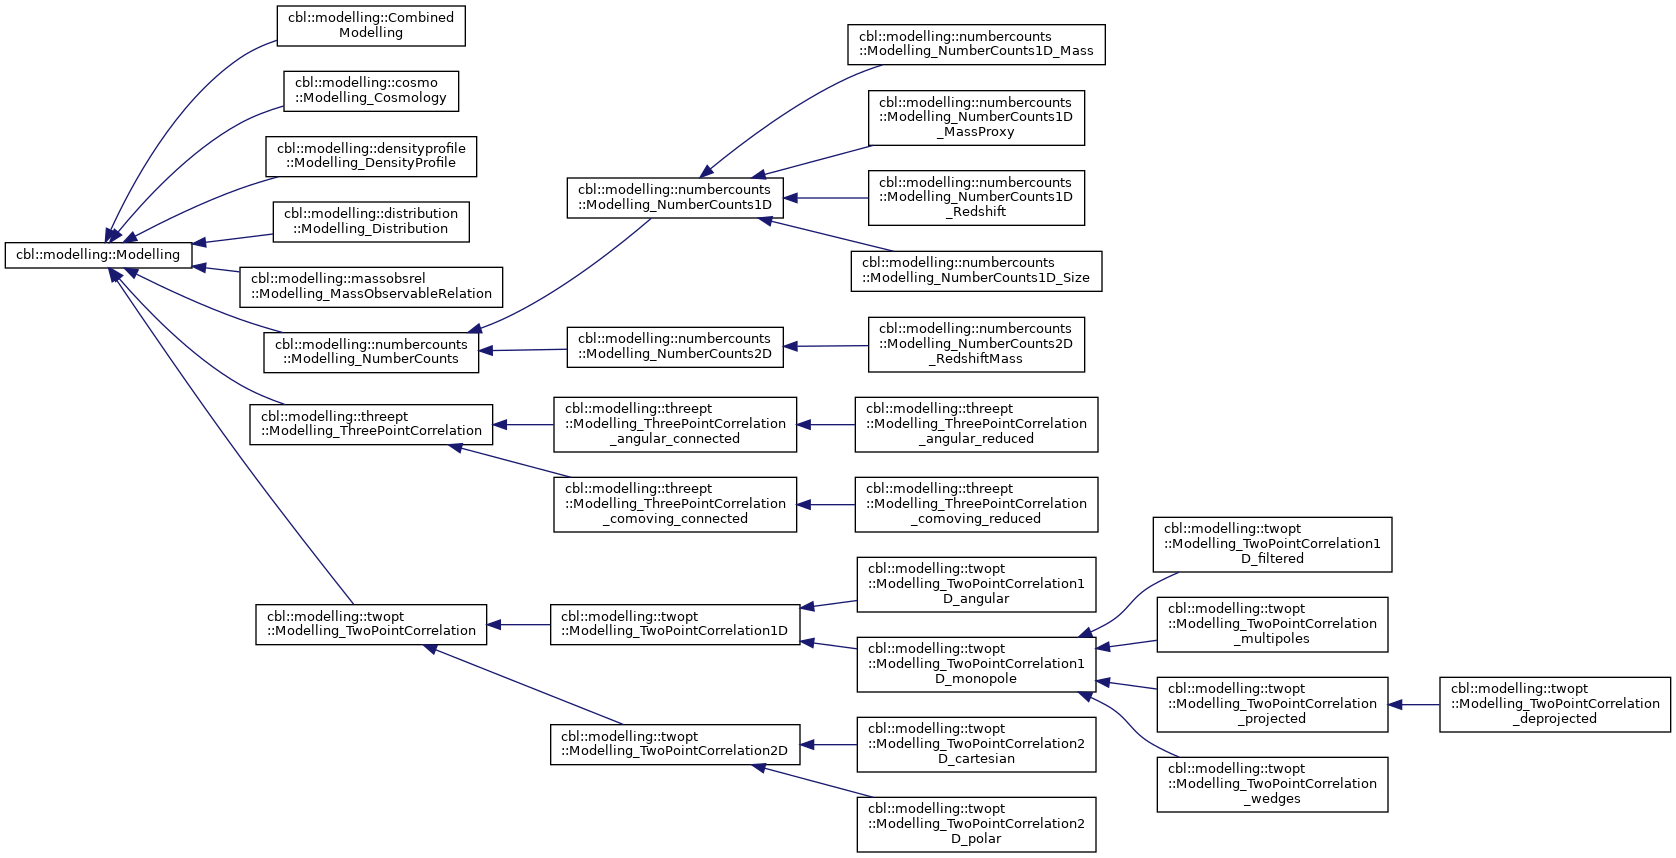 cbl::modelling::Modelling
cbl::modelling::Combined
Modelling
cbl::modelling::cosmo
::Modelling_Cosmology
cbl::modelling::densityprofile
::Modelling_DensityProfile
cbl::modelling::distribution
::Modelling_Distribution
cbl::modelling::massobsrel
::Modelling_MassObservableRelation
cbl::modelling::numbercounts
::Modelling_NumberCounts
cbl::modelling::threept
::Modelling_ThreePointCorrelation
cbl::modelling::twopt
::Modelling_TwoPointCorrelation
cbl::modelling::numbercounts
::Modelling_NumberCounts1D
cbl::modelling::numbercounts
::Modelling_NumberCounts2D
cbl::modelling::threept
::Modelling_ThreePointCorrelation
_angular_connected
cbl::modelling::threept
::Modelling_ThreePointCorrelation
_comoving_connected
cbl::modelling::twopt
::Modelling_TwoPointCorrelation1D
cbl::modelling::twopt
::Modelling_TwoPointCorrelation2D
cbl::modelling::numbercounts
::Modelling_NumberCounts1D_Mass
cbl::modelling::numbercounts
::Modelling_NumberCounts1D
_MassProxy
cbl::modelling::numbercounts
::Modelling_NumberCounts1D
_Redshift
cbl::modelling::numbercounts
::Modelling_NumberCounts1D_Size
cbl::modelling::numbercounts
::Modelling_NumberCounts2D
_RedshiftMass
cbl::modelling::threept
::Modelling_ThreePointCorrelation
_angular_reduced
cbl::modelling::threept
::Modelling_ThreePointCorrelation
_comoving_reduced
cbl::modelling::twopt
::Modelling_TwoPointCorrelation1
D_angular
cbl::modelling::twopt
::Modelling_TwoPointCorrelation1
D_monopole
cbl::modelling::twopt
::Modelling_TwoPointCorrelation2
D_cartesian
cbl::modelling::twopt
::Modelling_TwoPointCorrelation2
D_polar
cbl::modelling::twopt
::Modelling_TwoPointCorrelation1
D_filtered
cbl::modelling::twopt
::Modelling_TwoPointCorrelation
_multipoles
cbl::modelling::twopt
::Modelling_TwoPointCorrelation
_projected
cbl::modelling::twopt
::Modelling_TwoPointCorrelation
_wedges
cbl::modelling::twopt
::Modelling_TwoPointCorrelation
_deprojected